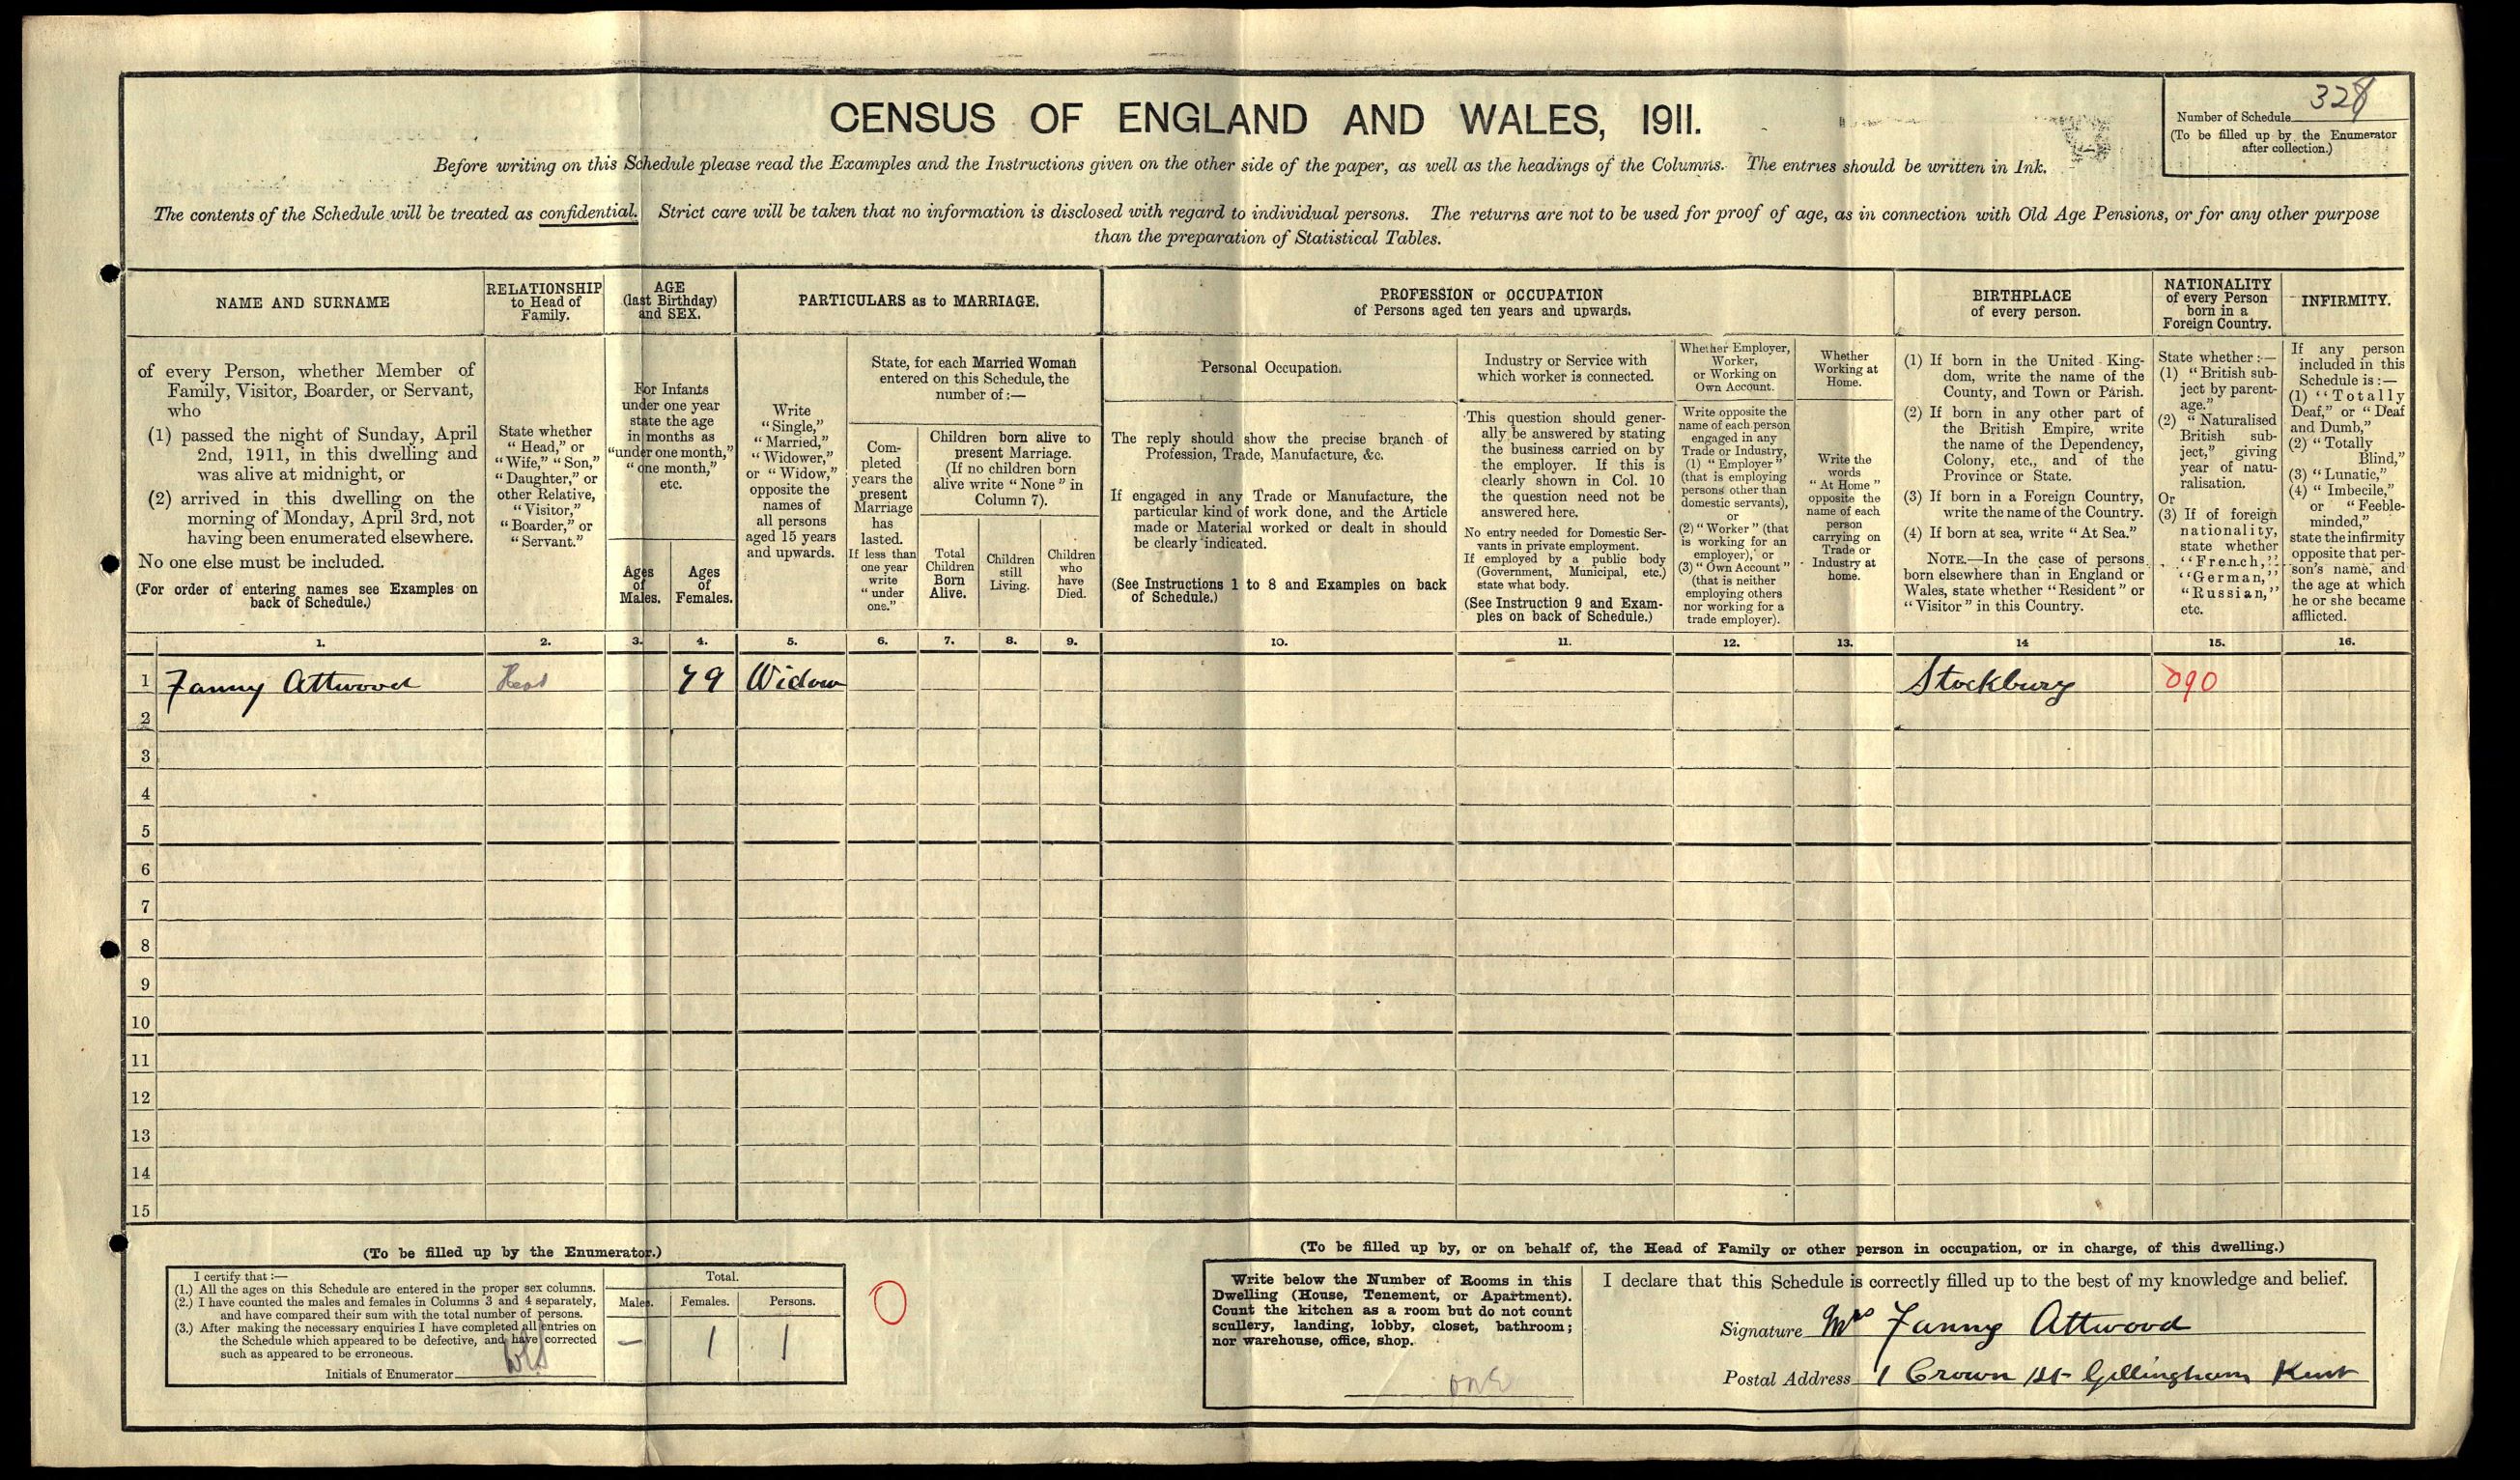 CENSUS OF ENGLAND AND WALES, 1911.
328
Number of Schedule
(To be filled up by the Enumerator
after collection.)
Before writing on this Schedule please read the Examples and the Instructions given on the other side of the paper, as well as the headings of the Columns. The entries should be written in Ink.
The contents of the Schedule will be treated as confidential. Strict care will be taken that no information is disclosed with regard to individual persons. The returns are not to be used for proof of age, as in connection with Old Age Pensions, or for any other purpose
than the preparation of Statistical Tables.
NAME AND SURNAME
of every Person, whether Member of
Family, Visitor, Boarder, or Servant,
who
(1) passed the night of Sunday, April
2nd, 1911, in this dwelling and
was alive at midnight, or
(2) arrived in this dwelling on the
morning of Monday, April 3rd, not
having been enumerated elsewhere.
No one else must be included.
(For order of entering names see Examples on
back of Schedule.)
RELATIONSHIP
to Head of
Family.
State whether
"Head," or
"Wife," "Son,"
"Daughter," or
other Relative,
"Visitor,"
"Boarder," or
"Servant."
AGE
(last Birthday)
and SEX.
For Infants
under one year
state the age
in months as
"under one month,"
"one month,"
etc.
Ages
of
Males.
Ages
of
Females.
PARTICULARS as to MARRIAGE.
Write
"Single,"
"Married,"
"Widower,"
or "Widow,"
opposite the
names of
all persons
aged 15 years
and upwards.
State, for each Married Woman
entered on this Schedule, the
number of :—
Com-
pleted
years the
present
Marriage
has
lasted.
If less than
one year
write
"under
one."
Children born alive to
present Marriage.
(If no children born
alive write "None" in
Column 7).
Total
Children
Born
Alive.
Children
still
Living.
Children
who
have
Died.
PROFESSION or OCCUPATION
of Persons aged ten years and upwards.
Personal Occupation.
The reply should show the precise branch of
Profession, Trade, Manufacture, &c.
If engaged in any Trade or Manufacture, the
particular kind of work done, and the Article
made or Material worked or dealt in should
be clearly indicated.
(See Instructions 1 to 8 and Examples on back
of Schedule.)
Industry or Service with
which worker is connected.
This question should gener-
ally be answered by stating
the business carried on by
the employer. If this is
clearly shown in Col. 10
the question need not be
answered here.
No entry needed for Domestic Ser-
vants in private employment.
If employed by a public body
(Government, Municipal, etc.)
state what body.
(See Instruction 9 and Exam-
ples on back of Schedule.)
Whether Employer,
Worker,
or Working on
Own Account.
Write opposite the
name of each person
engaged in any
Trade or Industry,
(1) "Employer"
(that is employing
persons other than
domestic servants),
or
(2) "Worker" (that
is working for an
employer), or
(3) "Own Account"
(that is neither
employing others
nor working for a
trade employer).
Whether
Working at
Home.
Write the
words
"At Home"
opposite the
name of each
person
carrying on
Trade or
Industry at
home.
BIRTHPLACE
of every person.
(1) If born in the United King-
dom, write the name of the
County, and Town or Parish.
(2) If born in any other part of
the British Empire, write
the name of the Dependency,
Colony, etc., and of the
Province or State.
(3) If born in a Foreign Country,
write the name of the Country.
(4) If born at sea, write "At Sea."
NOTE.—In the case of persons
born elsewhere than in England or
Wales, state whether "Resident" or
"Visitor" in this Country.
NATIONALITY
of every Person
born in a
Foreign Country.
State whether :—
(1) "British sub-
ject by parent-
age."
(2) "Naturalised
British sub-
ject," giving
year of natu-
ralisation.
Or
(3) If of foreign
nationality,
state whether
"French,"
"German,"
"Russian,"
etc.
INFIRMITY.
If any person
included in this
Schedule is :—
(1) "Totally
Deaf," or "Deaf
and Dumb,"
(2) "Totally
Blind,"
(3) "Lunatic,"
(4) "Imbecile,"
or "Feeble-
minded,"
state the infirmity
opposite that per-
son's name, and
the age at which
he or she became
afflicted.
1. 2. 3. 4. 5. 6. 7. 8. 9. 10. 11. 12. 13. 14 15. 16.
1 Fanny Attwood Head 79 Widow Stockbury 090
2
3
4
5
6
7
8
9
10
11
12
13
14
15
(To be filled up by the Enumerator.)
I certify that :—
(1.) All the ages on this Schedule are entered in the proper sex columns.
(2.) I have counted the males and females in Columns 3 and 4 separately,
and have compared their sum with the total number of persons.
(3.) After making the necessary enquiries I have completed all entries on
the Schedule which appeared to be defective, and have corrected
such as appeared to be erroneous.
Initials of Enumerator
Total.
Males. Females. Persons.
— 1 1
0
(To be filled up by, or on behalf of, the Head of Family or other person in occupation, or in charge, of this dwelling.)
Write below the Number of Rooms in this
Dwelling (House, Tenement, or Apartment).
Count the kitchen as a room but do not count
scullery, landing, lobby, closet, bathroom;
nor warehouse, office, shop.
one
I declare that this Schedule is correctly filled up to the best of my knowledge and belief.
Signature Mrs Fanny Attwood
Postal Address 1 Crown St Gillingham Kent